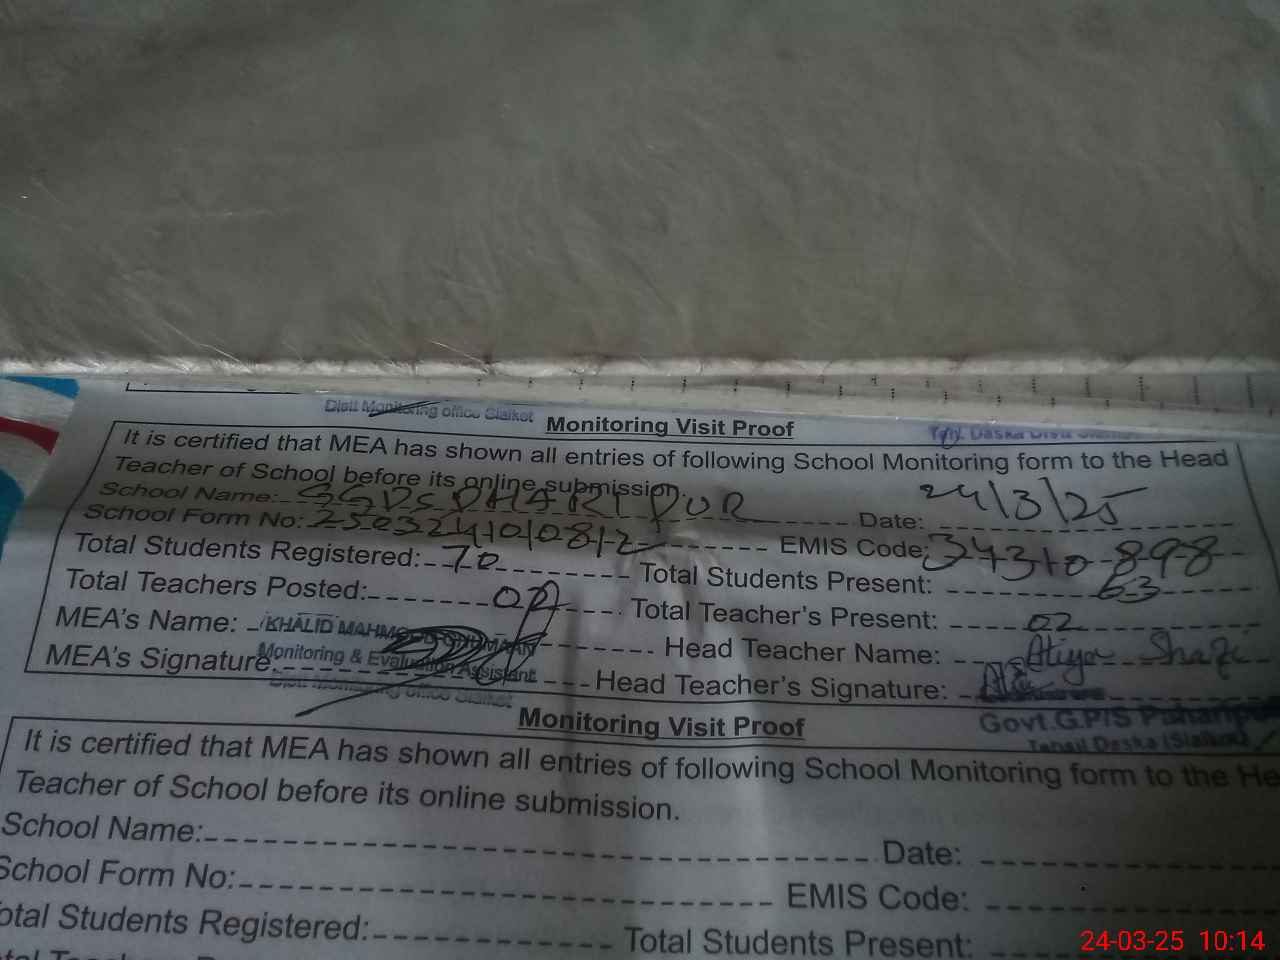 Distt Monitoring office Sialkot
Monitoring Visit Proof
It is certified that MEA has shown all entries of following School Monitoring form to the Head
Teacher of School before its online submission.
School Name: Date: 24/3/25
School Form No: EMIS Code: 34310898
Total Students Registered: 70 Total Students Present: 63
Total Teachers Posted: 02 Total Teacher's Present: 02
MEA's Name: KHALID MAHMOOD Head Teacher Name: Atiya Shafi
Monitoring & Evaluation Assistant
MEA's Signature: Head Teacher's Signature:
Distt Monitoring office Sialkot
Monitoring Visit Proof
Govt.G.P/S
Tehsil Daska (Sialkot)
It is certified that MEA has shown all entries of following School Monitoring form to the He
Teacher of School before its online submission.
School Name: Date:
School Form No: EMIS Code:
otal Students Registered: Total Students Present:
24-03-25 10:14